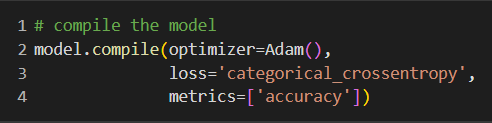 1 # compile the model
2 model.compile(optimizer=Adam(),
3               loss='categorical_crossentropy',
4               metrics=['accuracy'])